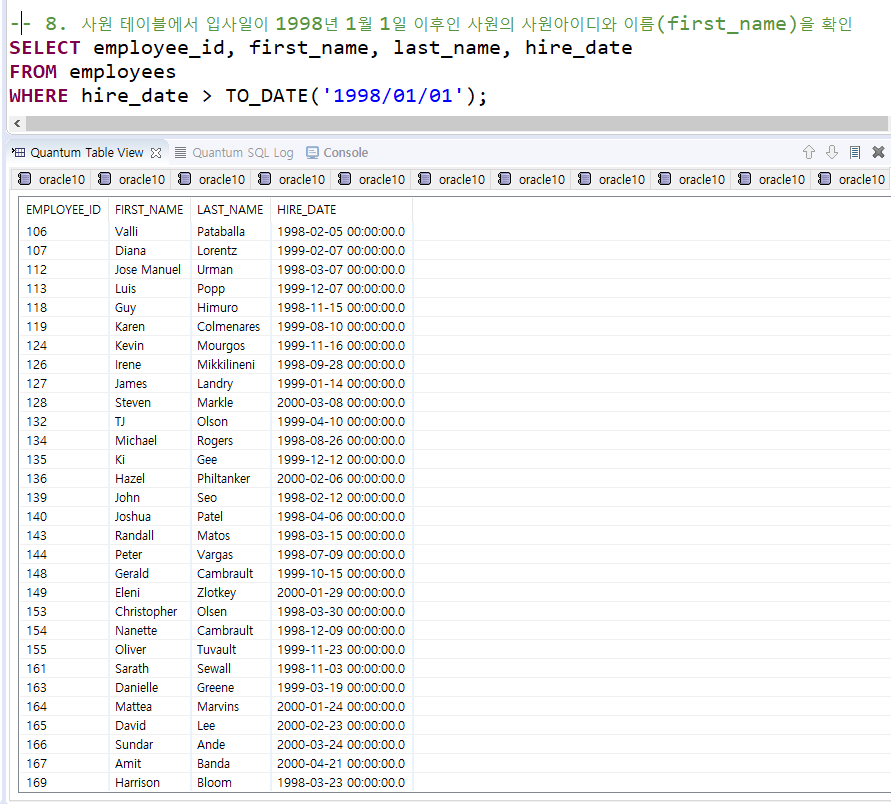 -- 8. 사원 테이블에서 입사일이 1998년 1월 1일 이후인 사원의 사원아이디와 이름(first_name)을 확인
SELECT employee_id, first_name, last_name, hire_date
FROM employees
WHERE hire_date > TO_DATE('1998/01/01');
Quantum Table View Quantum SQL Log Console
oracle10 oracle10 oracle10 oracle10 oracle10 oracle10 oracle10 oracle10 oracle10 oracle10 oracle10
EMPLOYEE_ID FIRST_NAME LAST_NAME HIRE_DATE
106 Valli Pataballa 1998-02-05 00:00:00.0
107 Diana Lorentz 1999-02-07 00:00:00.0
112 Jose Manuel Urman 1998-03-07 00:00:00.0
113 Luis Popp 1999-12-07 00:00:00.0
118 Guy Himuro 1998-11-15 00:00:00.0
119 Karen Colmenares 1999-08-10 00:00:00.0
124 Kevin Mourgos 1999-11-16 00:00:00.0
126 Irene Mikkilineni 1998-09-28 00:00:00.0
127 James Landry 1999-01-14 00:00:00.0
128 Steven Markle 2000-03-08 00:00:00.0
132 TJ Olson 1999-04-10 00:00:00.0
134 Michael Rogers 1998-08-26 00:00:00.0
135 Ki Gee 1999-12-12 00:00:00.0
136 Hazel Philtanker 2000-02-06 00:00:00.0
139 John Seo 1998-02-12 00:00:00.0
140 Joshua Patel 1998-04-06 00:00:00.0
143 Randall Matos 1998-03-15 00:00:00.0
144 Peter Vargas 1998-07-09 00:00:00.0
148 Gerald Cambrault 1999-10-15 00:00:00.0
149 Eleni Zlotkey 2000-01-29 00:00:00.0
153 Christopher Olsen 1998-03-30 00:00:00.0
154 Nanette Cambrault 1998-12-09 00:00:00.0
155 Oliver Tuvault 1999-11-23 00:00:00.0
161 Sarath Sewall 1998-11-03 00:00:00.0
163 Danielle Greene 1999-03-19 00:00:00.0
164 Mattea Marvins 2000-01-24 00:00:00.0
165 David Lee 2000-02-23 00:00:00.0
166 Sundar Ande 2000-03-24 00:00:00.0
167 Amit Banda 2000-04-21 00:00:00.0
169 Harrison Bloom 1998-03-23 00:00:00.0